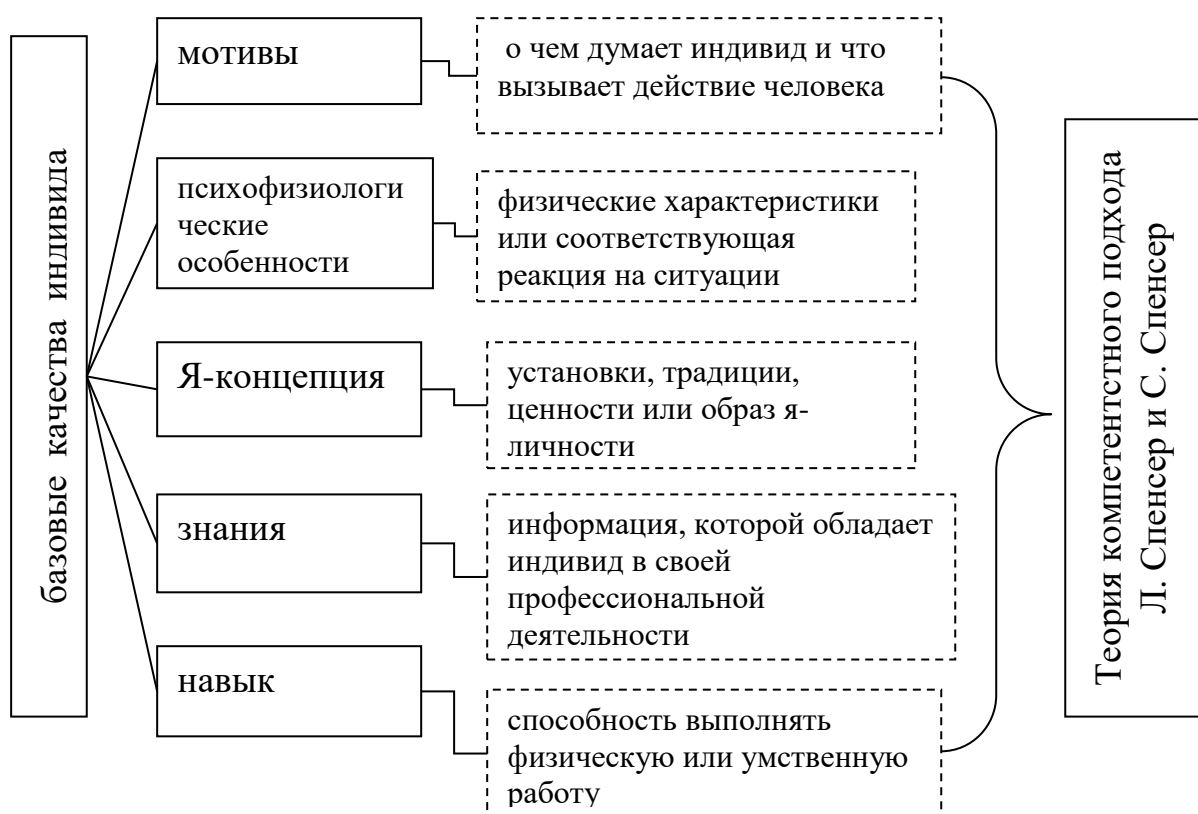 базовые качества индивида
мотивы
о чем думает индивид и что
вызывает действие человека
психофизиологи
ческие
особенности
физические характеристики
или соответствующая
реакция на ситуации
Я-концепция
установки, традиции,
ценности или образ я-
личности
знания
информация, которой обладает
индивид в своей
профессиональной
деятельности
навык
способность выполнять
физическую или умственную
работу
Теория компетентстного подхода
Л. Спенсер и С. Спенсер